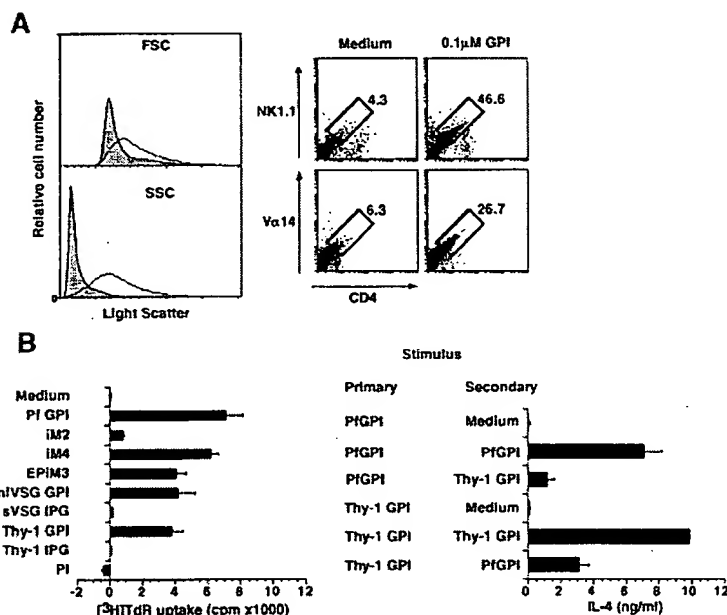 A
FSC
SSC
Relative cell number
0
Light Scatter
Medium
0.1µM GPI
NK1.1
4.3
46.6
Vα14
6.3
26.7
CD4
B
Medium
Pf GPI
iM2
iM4
EPiM3
mfVSG GPI
sVSG IPG
Thy-1 GPI
Thy-1 IPG
PI
-2 0 2 4 6 8 10 12
[³H]TdR uptake (cpm x1000)
Stimulus
Primary Secondary
PfGPI Medium
PfGPI PfGPI
PfGPI Thy-1 GPI
Thy-1 GPI Medium
Thy-1 GPI Thy-1 GPI
Thy-1 GPI PfGPI
0 2 4 6 8 10 12
IL-4 (ng/ml)